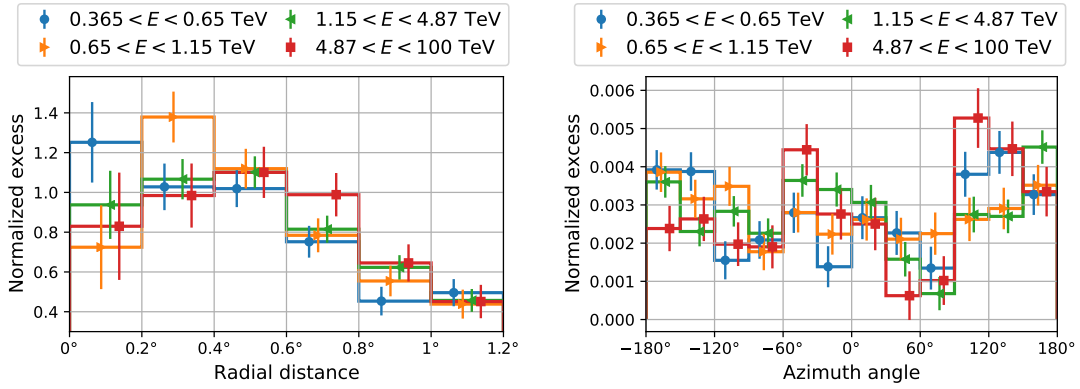 0.365 < E < 0.65 TeV 1.15 < E < 4.87 TeV
0.65 < E < 1.15 TeV 4.87 < E < 100 TeV
Normalized excess
1.4
1.2
1.0
0.8
0.6
0.4
0° 0.2° 0.4° 0.6° 0.8° 1° 1.2°
Radial distance
0.365 < E < 0.65 TeV 1.15 < E < 4.87 TeV
0.65 < E < 1.15 TeV 4.87 < E < 100 TeV
Normalized excess
0.006
0.005
0.004
0.003
0.002
0.001
0.000
−180° −120° −60° 0° 60° 120° 180°
Azimuth angle